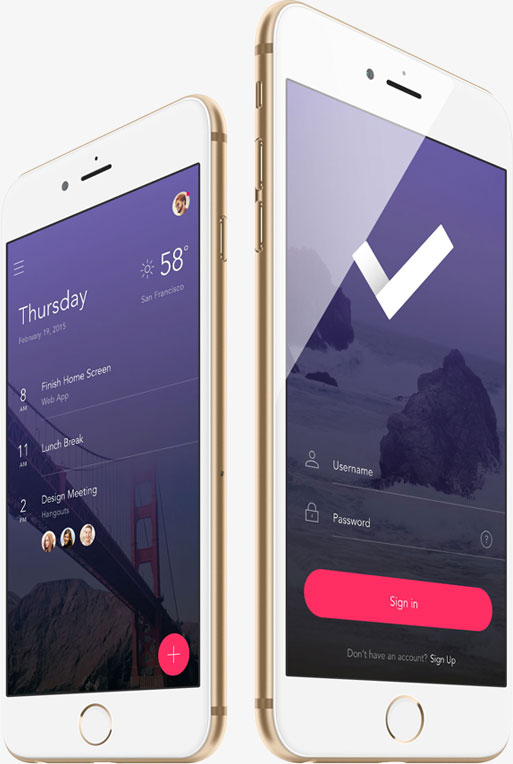 58°
San Francisco
Thursday
February 19, 2015
8 AM
Finish Home Screen
Web App
11 AM
Lunch Break
2 PM
Design Meeting
Hangouts
+
Username
Password
?
Sign in
Don't have an account? Sign Up